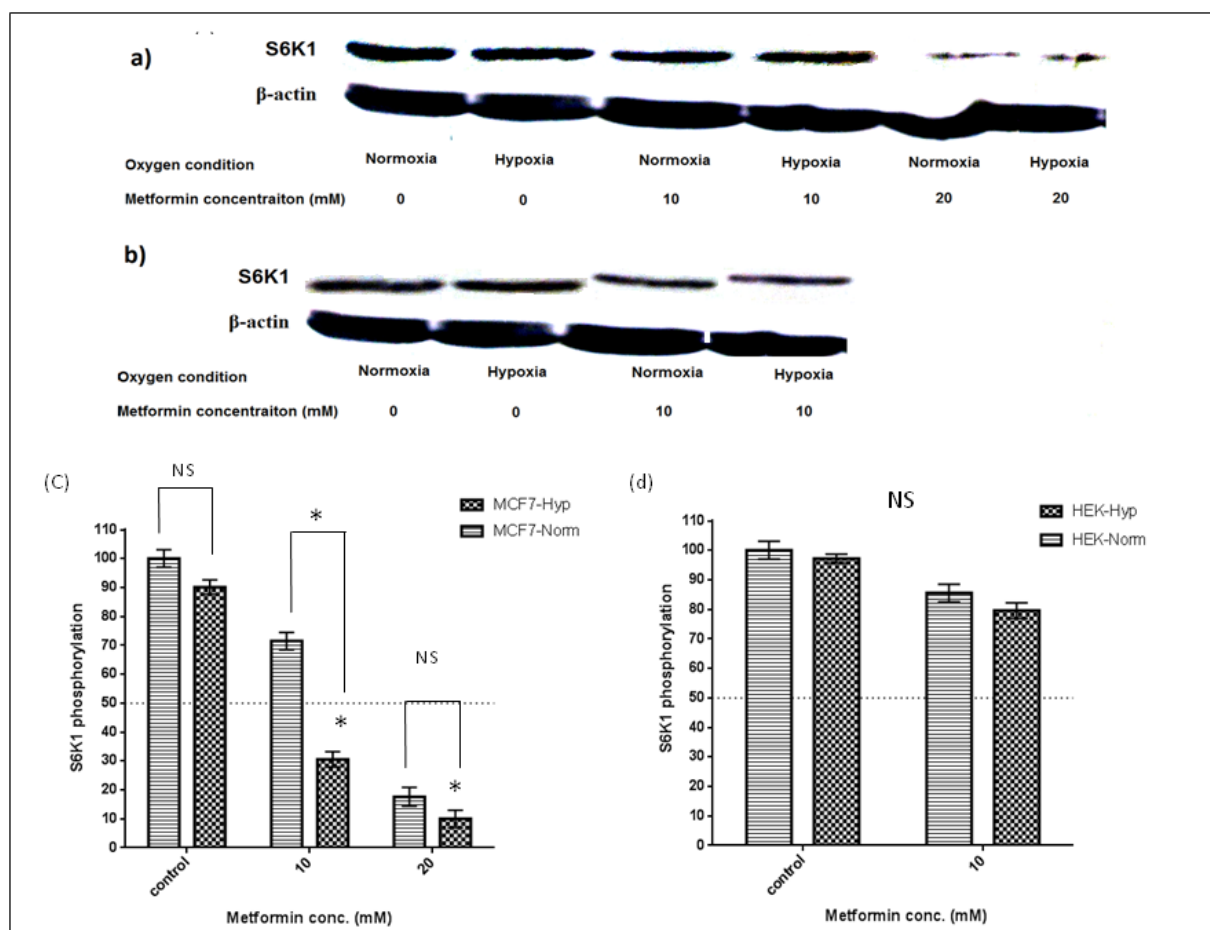 a)
S6K1
β-actin
Oxygen condition Normoxia Hypoxia Normoxia Hypoxia Normoxia Hypoxia
Metformin concentraiton (mM) 0 0 10 10 20 20
b)
S6K1
β-actin
Oxygen condition Normoxia Hypoxia Normoxia Hypoxia
Metformin concentraiton (mM) 0 0 10 10
(C)
NS
MCF7-Hyp
MCF7-Norm
*
NS
*
*
110
100
90
80
70
60
50
40
30
20
10
0
S6K1 phosphorylation
control 10 20
Metformin conc. (mM)
(d)
NS
HEK-Hyp
HEK-Norm
110
100
90
80
70
60
50
40
30
20
10
0
S6K1 phosphorylation
control 10
Metformin conc. (mM)